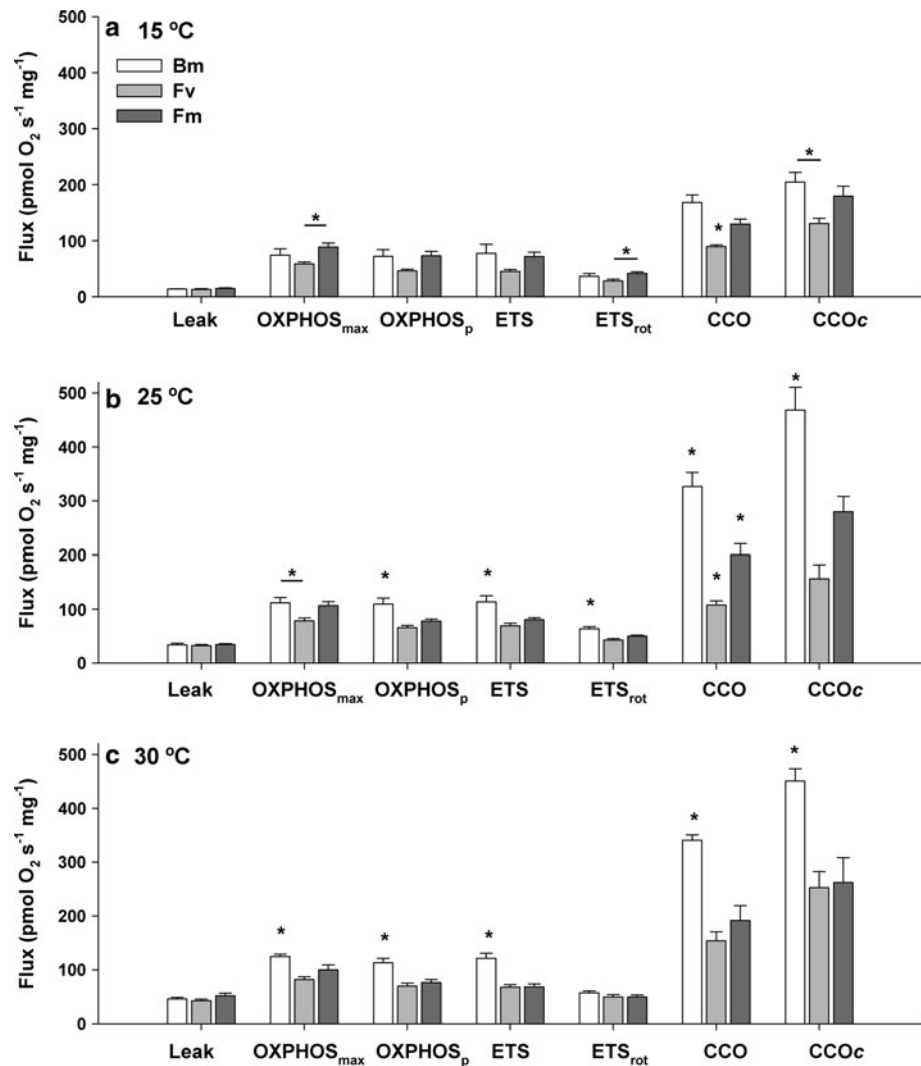 a 15 °C
Bm
Fv
Fm
Flux (pmol O₂ s⁻¹ mg⁻¹)
500
400
300
200
100
0
* * * *
Leak OXPHOSmax OXPHOSp ETS ETSrot CCO CCOc
b 25 °C
Flux (pmol O₂ s⁻¹ mg⁻¹)
500
400
300
200
100
0
* * * * * * * *
Leak OXPHOSmax OXPHOSp ETS ETSrot CCO CCOc
c 30 °C
Flux (pmol O₂ s⁻¹ mg⁻¹)
500
400
300
200
100
0
* * * * *
Leak OXPHOSmax OXPHOSp ETS ETSrot CCO CCOc